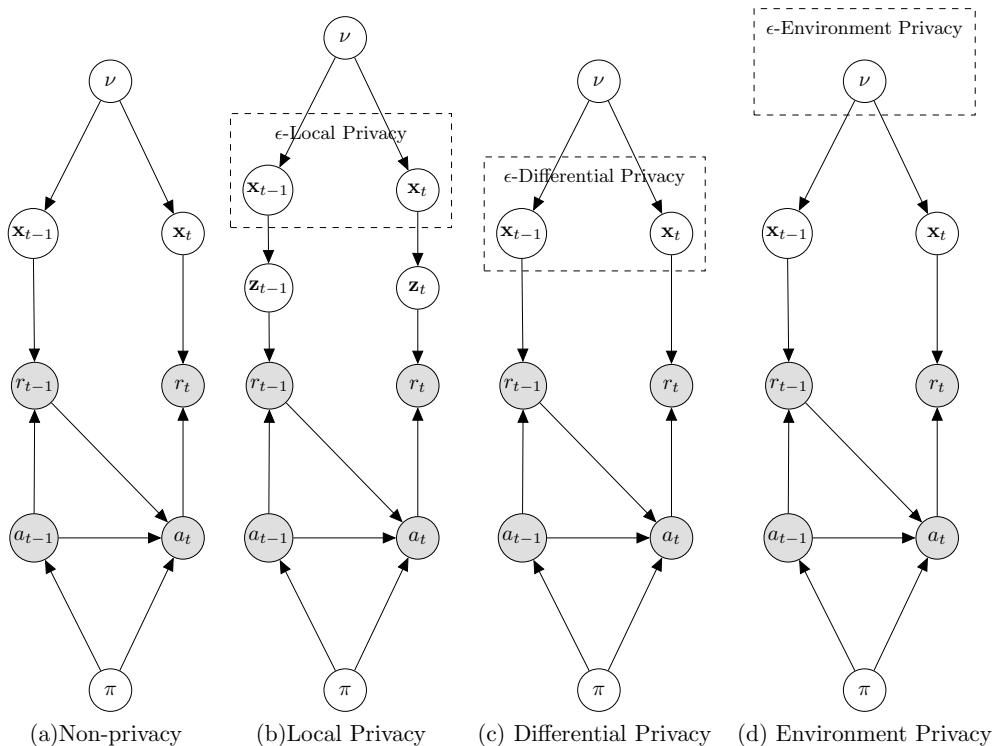 ν
x_{t−1}
x_t
r_{t−1}
r_t
a_{t−1}
a_t
π
(a)Non-privacy
ν
ϵ-Local Privacy
x_{t−1}
x_t
z_{t−1}
z_t
r_{t−1}
r_t
a_{t−1}
a_t
π
(b)Local Privacy
ν
ϵ-Differential Privacy
x_{t−1}
x_t
r_{t−1}
r_t
a_{t−1}
a_t
π
(c) Differential Privacy
ϵ-Environment Privacy
ν
x_{t−1}
x_t
r_{t−1}
r_t
a_{t−1}
a_t
π
(d) Environment Privacy